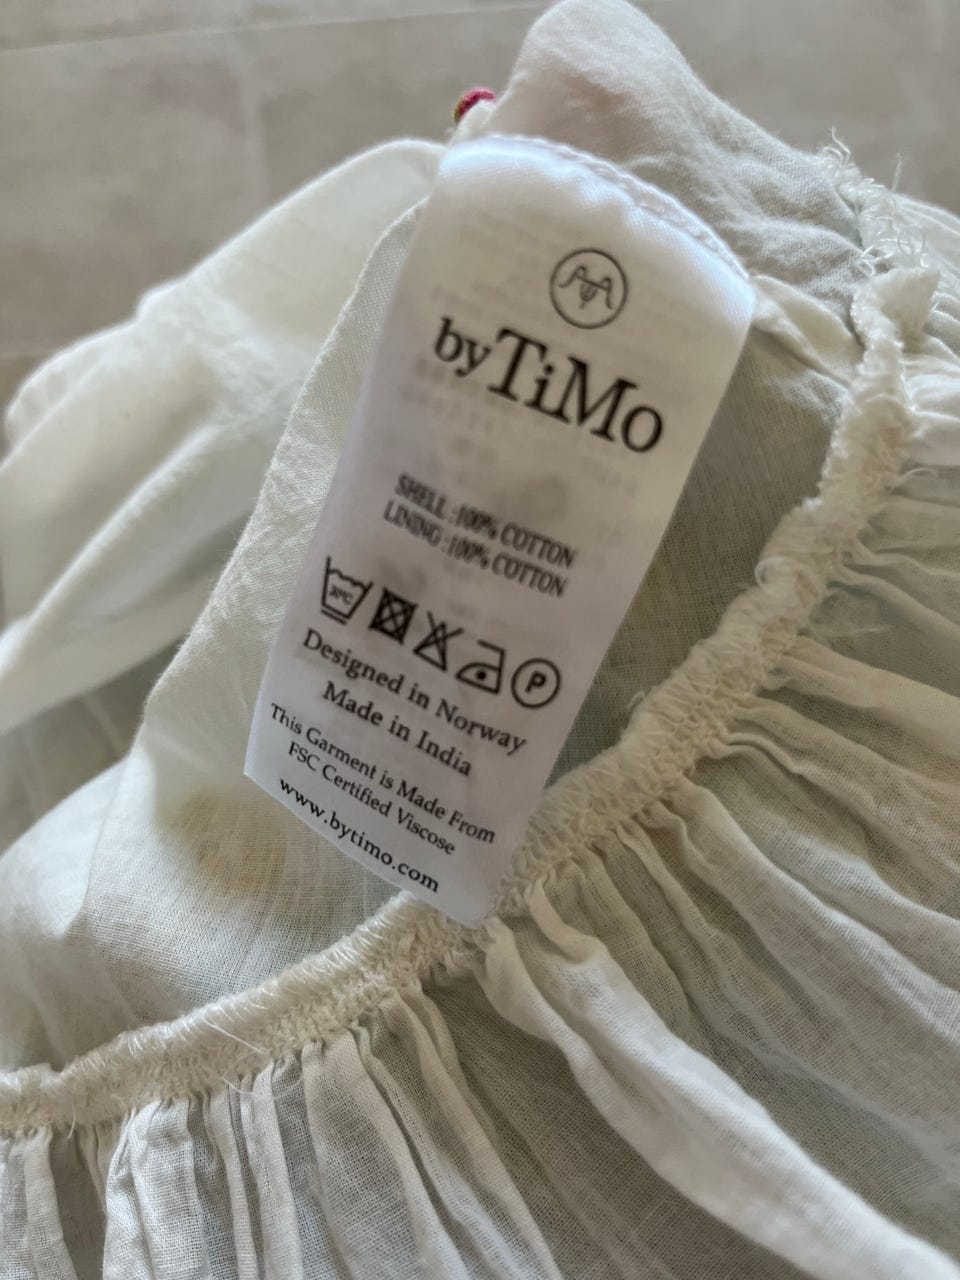 byTiMo
SHELL :100% COTTON
LINING :100% COTTON
30°C
P
Designed in Norway
Made in India
This Garment is Made From
FSC Certified Viscose
www.bytimo.com